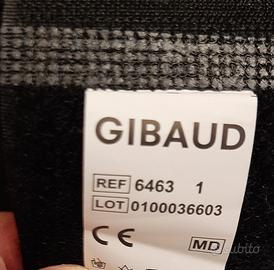 GIBAUD
REF 6463 1
LOT 0100036603
CE MD
subito